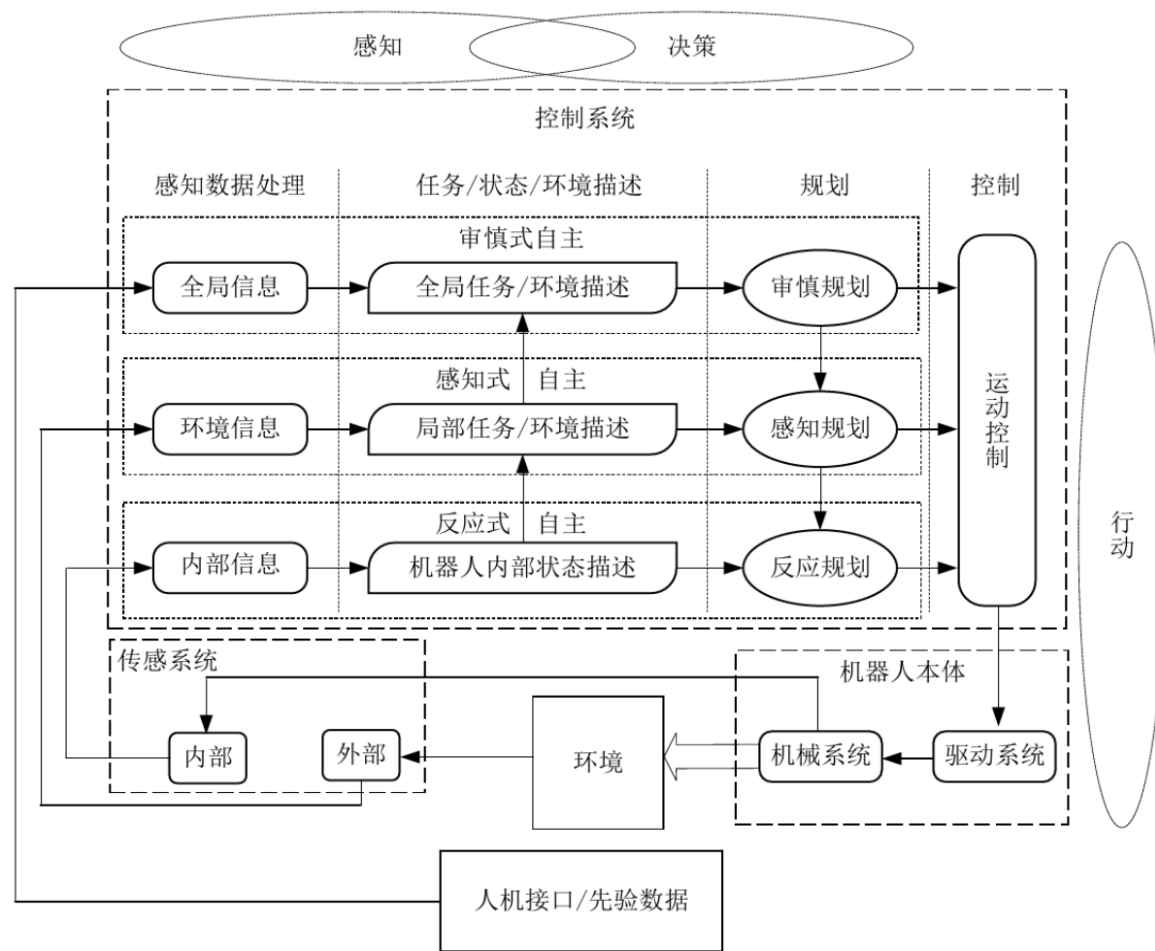 感知
决策
控制系统
感知数据处理
任务/状态/环境描述
规划
控制
审慎式自主
全局信息
全局任务/环境描述
审慎规划
感知式 自主
环境信息
局部任务/环境描述
感知规划
运动控制
反应式 自主
内部信息
机器人内部状态描述
反应规划
行动
传感系统
机器人本体
内部
外部
环境
机械系统
驱动系统
人机接口/先验数据